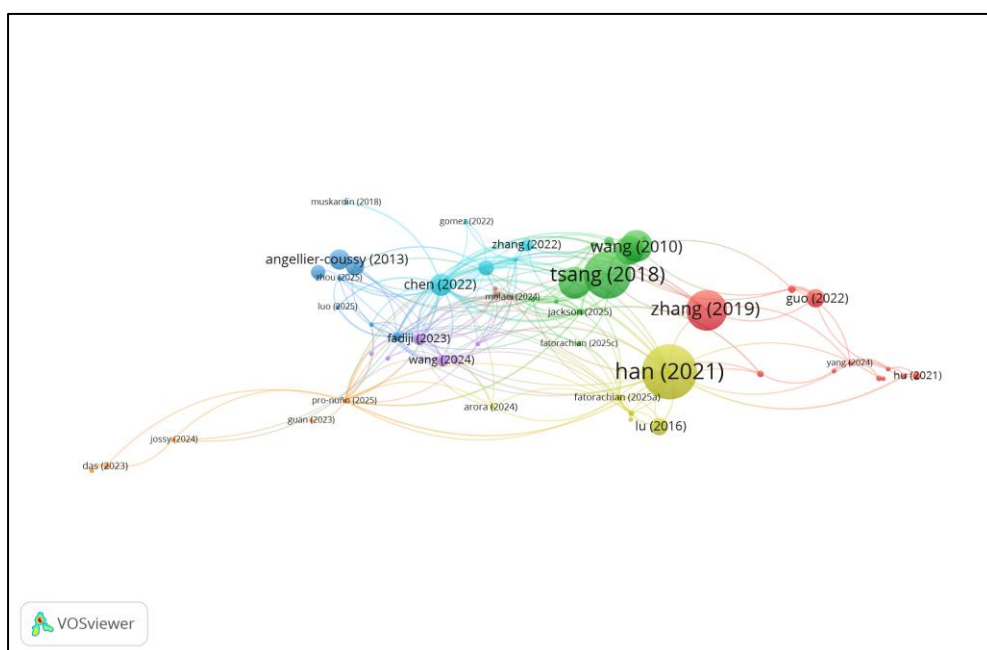 muskardin (2018)
gomez (2022)
zhang (2022)
wang (2010)
angellier-coussy (2013)
tsang (2018)
zhou (2025)
chen (2022)
molaei (2024)
guo (2022)
luo (2025)
jackson (2025)
zhang (2019)
fadiji (2023)
fatorachian (2025c)
wang (2024)
yang (2024)
han (2021)
hu (2021)
pro-nuño (2025)
fatorachian (2025a)
arora (2024)
guan (2023)
lu (2016)
jossy (2024)
das (2023)
VOSviewer